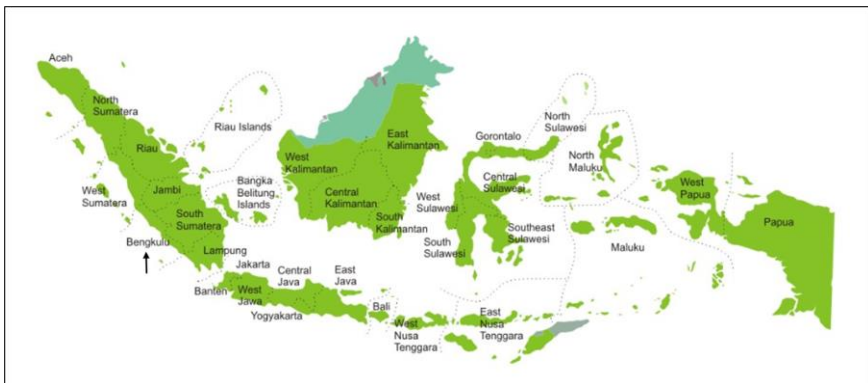 Aceh
North
Sumatera
Riau Islands
Riau
West
Sumatera
Jambi
Bangka
Belitung
Islands
South
Sumatera
Bengkulu
Lampung
West
Kalimantan
East
Kalimantan
Central
Kalimantan
South
Kalimantan
Gorontalo
North
Sulawesi
Central
Sulawesi
West
Sulawesi
South
Sulawesi
Southeast
Sulawesi
North
Maluku
Maluku
West
Papua
Papua
Jakarta
Banten
West
Jawa
Central
Java
Yogyakarta
East
Java
Bali
West
Nusa
Tenggara
East
Nusa
Tenggara